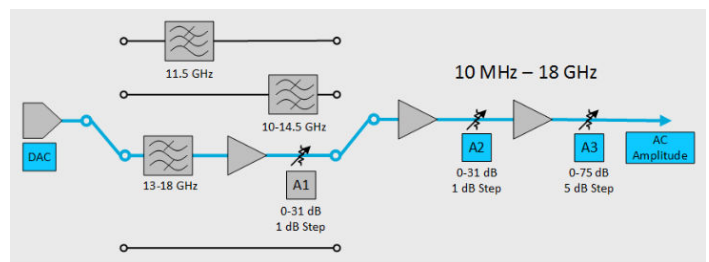 11.5 GHz
10 MHz – 18 GHz
10-14.5 GHz
DAC
13-18 GHz
A1
0-31 dB
1 dB Step
A2
0-31 dB
1 dB Step
A3
0-75 dB
5 dB Step
AC
Amplitude